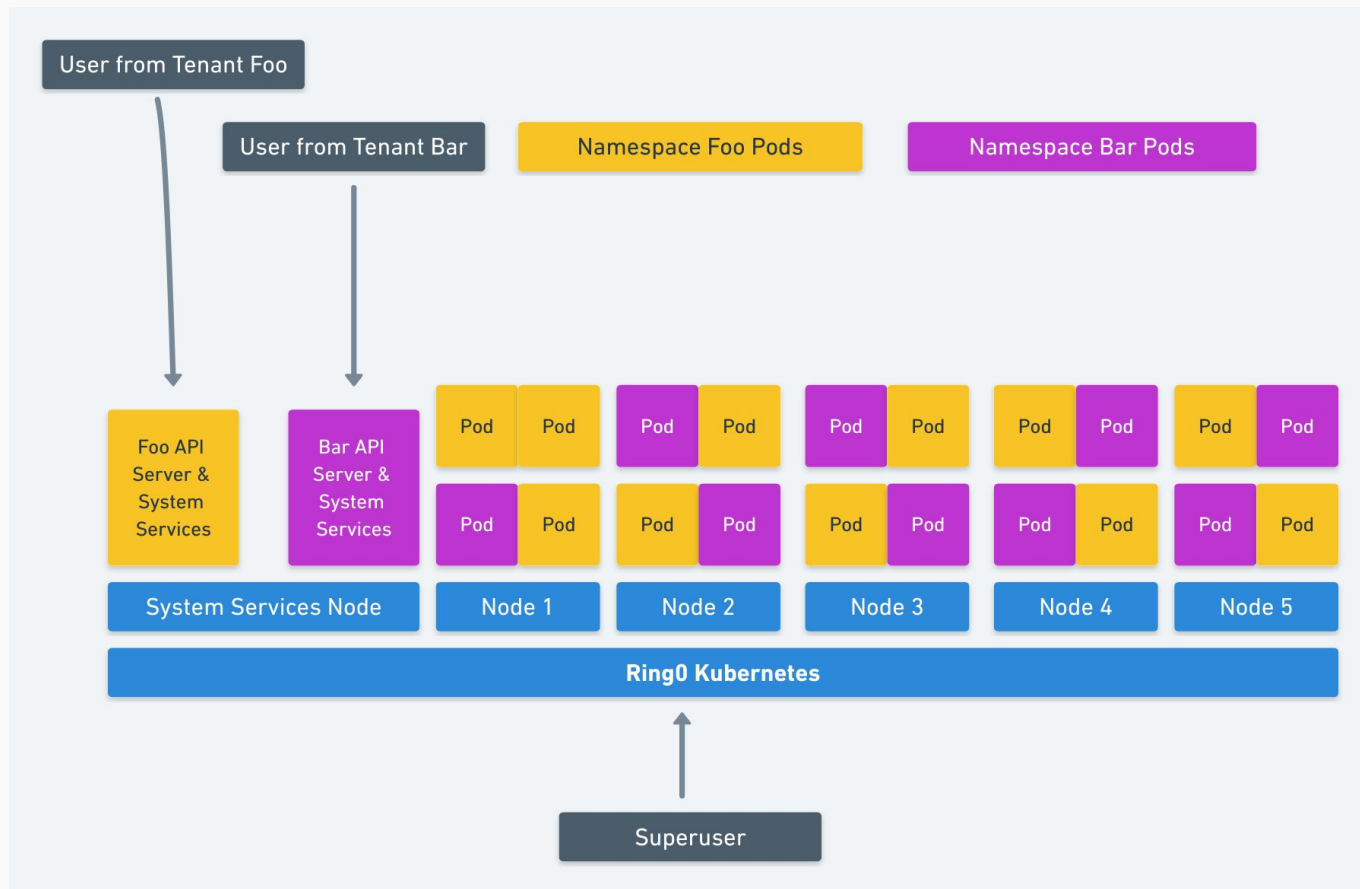 User from Tenant Foo
User from Tenant Bar
Namespace Foo Pods
Namespace Bar Pods
Foo API
Server &
System
Services
Bar API
Server &
System
Services
Pod Pod Pod Pod Pod Pod Pod Pod Pod Pod
Pod Pod Pod Pod Pod Pod Pod Pod Pod Pod
System Services Node
Node 1
Node 2
Node 3
Node 4
Node 5
Ring0 Kubernetes
Superuser